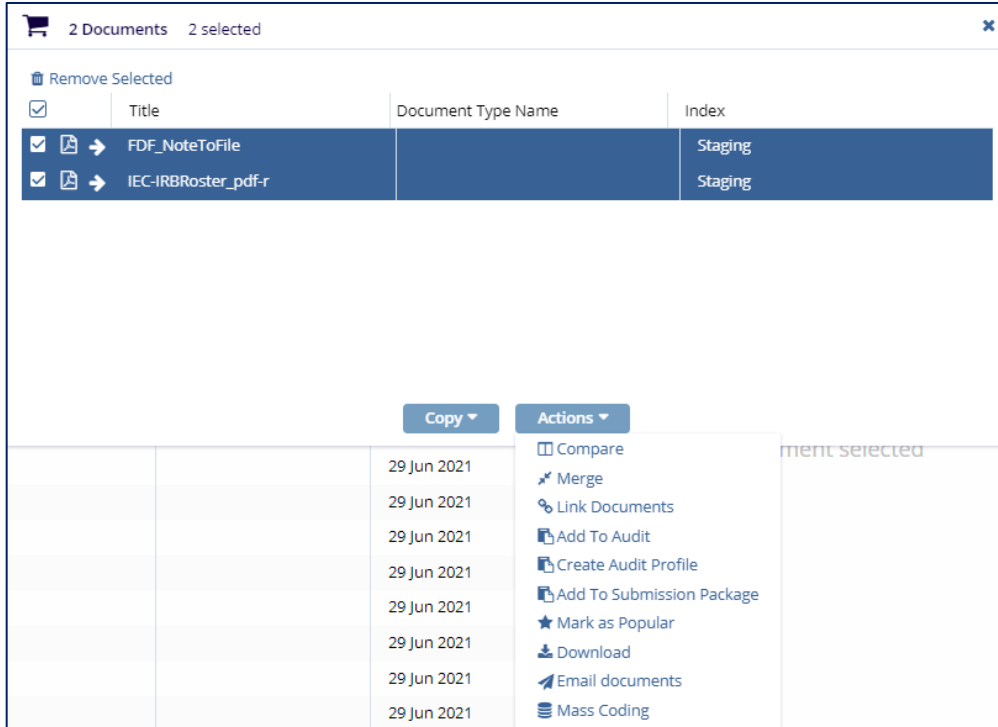 2 Documents 2 selected
Remove Selected
Title Document Type Name Index
FDF_NoteToFile Staging
IEC-IRBRoster_pdf-r Staging
Copy Actions
Compare
ment selected
29 Jun 2021
Merge
29 Jun 2021
Link Documents
29 Jun 2021
Add To Audit
29 Jun 2021
Create Audit Profile
29 Jun 2021
Add To Submission Package
29 Jun 2021
Mark as Popular
29 Jun 2021
Download
29 Jun 2021
Email documents
Mass Coding